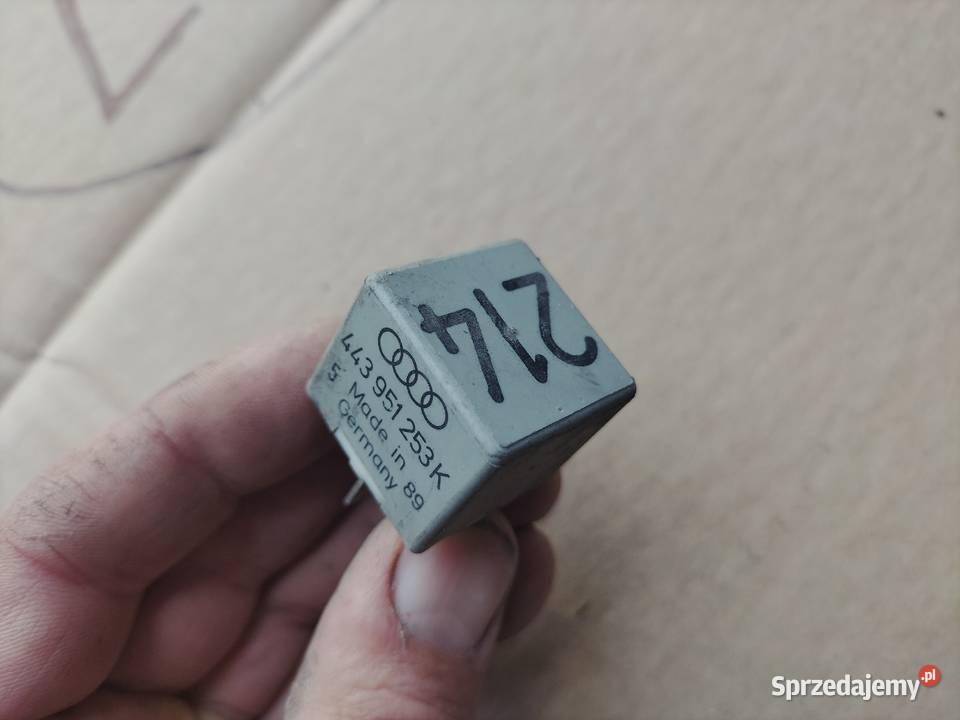 214
443 951 253 K
5 Made in 89
Germany
Sprzedajemy.pl